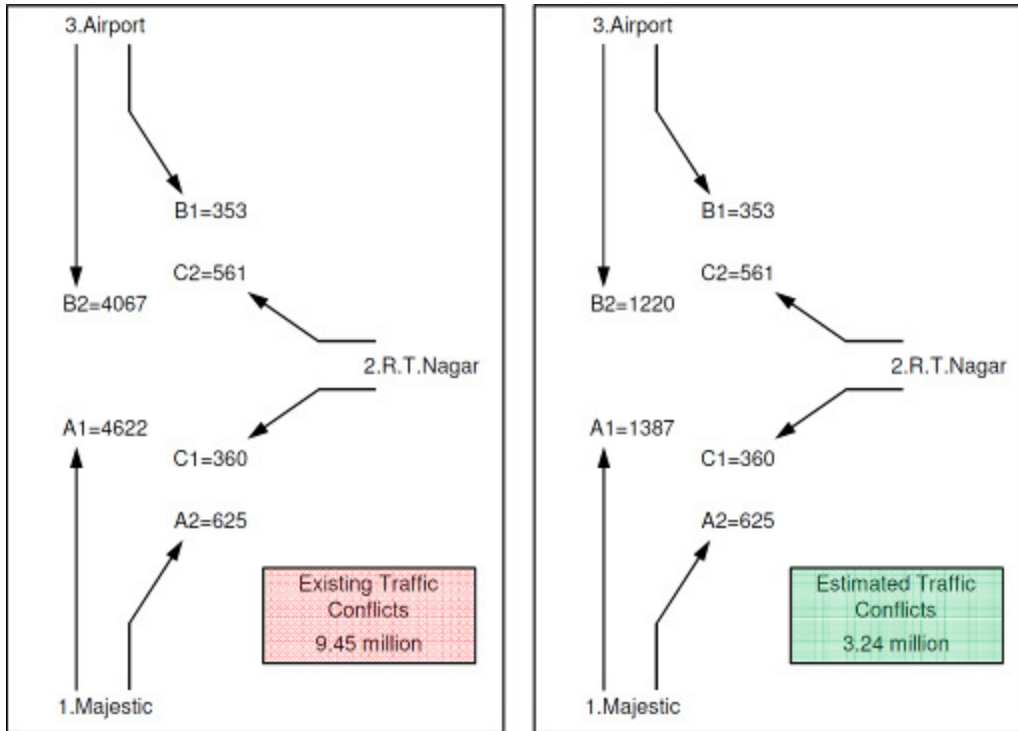 3.Airport
B1=353
C2=561
B2=4067
2.R.T.Nagar
A1=4622
C1=360
A2=625
Existing Traffic
Conflicts
9.45 million
1.Majestic
3.Airport
B1=353
C2=561
B2=1220
2.R.T.Nagar
A1=1387
C1=360
A2=625
Estimated Traffic
Conflicts
3.24 million
1.Majestic